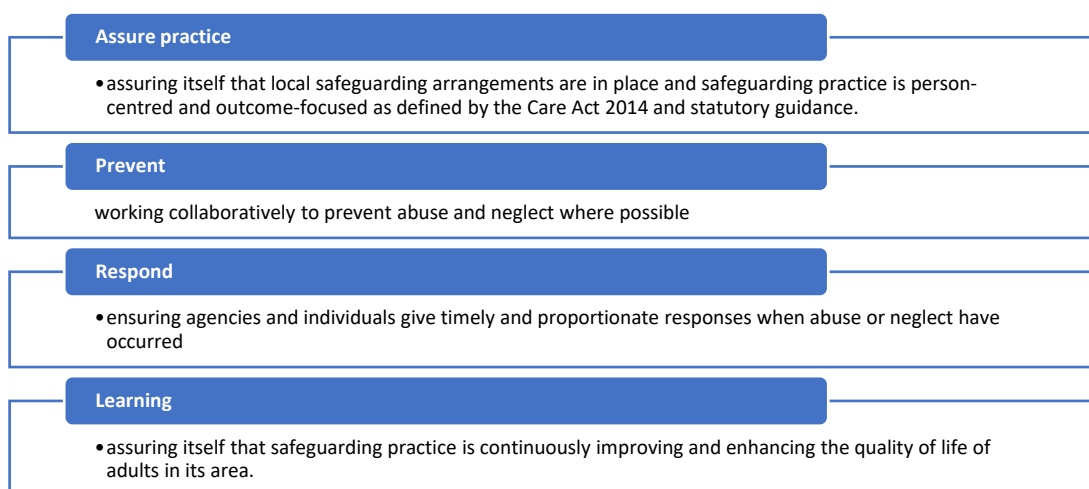 Assure practice
•assuring itself that local safeguarding arrangements are in place and safeguarding practice is person-
centred and outcome-focused as defined by the Care Act 2014 and statutory guidance.
Prevent
working collaboratively to prevent abuse and neglect where possible
Respond
•ensuring agencies and individuals give timely and proportionate responses when abuse or neglect have
occurred
Learning
•assuring itself that safeguarding practice is continuously improving and enhancing the quality of life of
adults in its area.